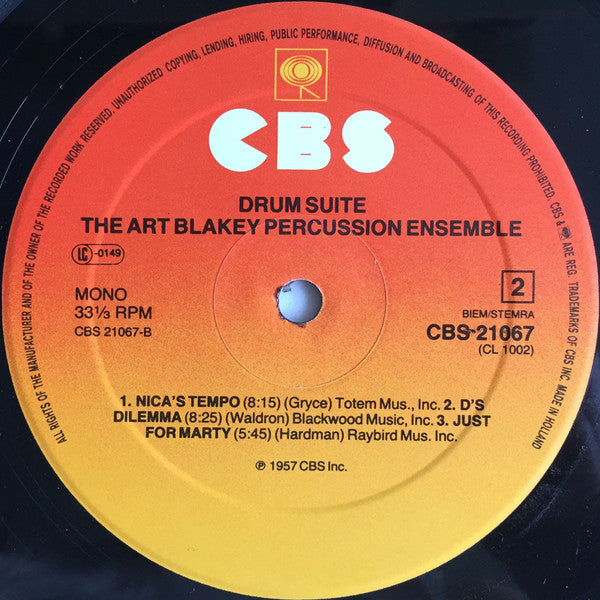 ALL RIGHTS OF THE MANUFACTURER AND OF THE OWNER OF THE RECORDED WORK RESERVED. UNAUTHORIZED COPYING, LENDING, HIRING, PUBLIC PERFORMANCE, DIFFUSION AND BROADCASTING OF THIS RECORDING PROHIBITED. CBS & ARE REG. TRADEMARKS OF CBS INC. MADE IN HOLLAND
CBS
DRUM SUITE
THE ART BLAKEY PERCUSSION ENSEMBLE
LC -0149
MONO
33⅓ RPM
CBS 21067-B
2
BIEM/STEMRA
CBS-21067
(CL 1002)
1. NICA'S TEMPO (8:15) (Gryce) Totem Mus., Inc. 2. D'S
DILEMMA (8:25) (Waldron) Blackwood Music, Inc. 3. JUST
FOR MARTY (5:45) (Hardman) Raybird Mus. Inc.
℗ 1957 CBS Inc.